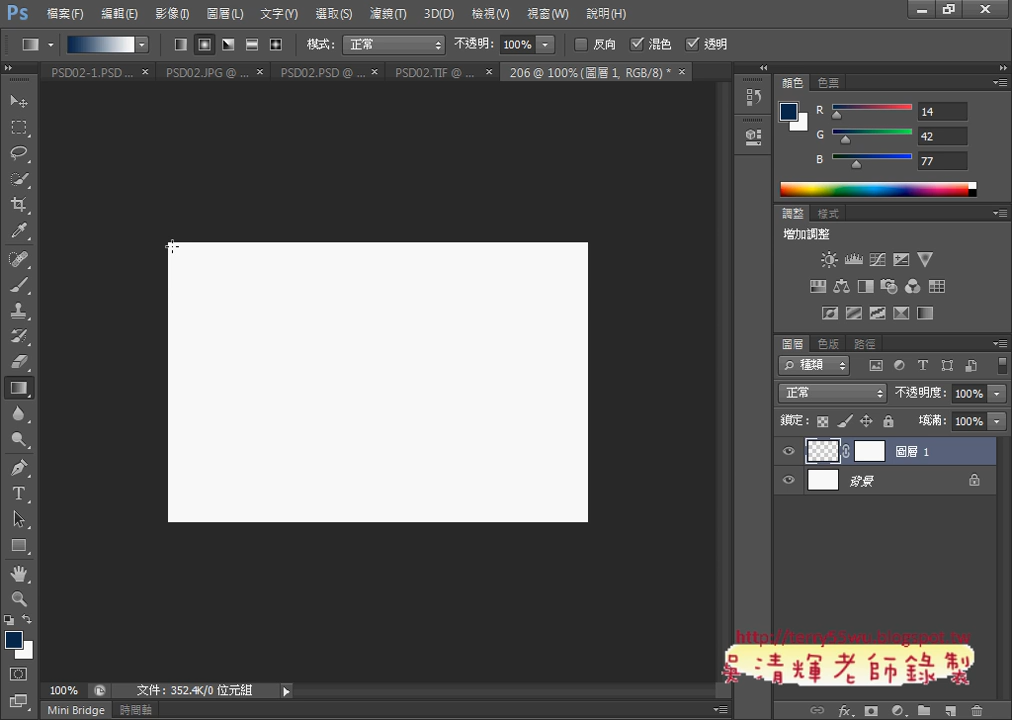 Ps 檔案(F) 編輯(E) 影像(I) 圖層(L) 文字(Y) 選取(S) 濾鏡(T) 3D(D) 檢視(V) 視窗(W) 說明(H)
模式: 正常 不透明: 100% 反向 混色 透明
PSD02-1.PSD ... × PSD02.JPG @ ... × PSD02.PSD @ ... × PSD02.TIF @ ... × 206 @ 100% (圖層 1, RGB/8) * ×
顏色 色票
R 14
G 42
B 77
調整 樣式
增加調整
圖層 色版 路徑
種類
正常 不透明度: 100%
鎖定: 填滿: 100%
圖層 1
背景
http://terry55wu.blogspot.tw
吳清輝老師錄製
100% 文件: 352.4K/0 位元組
Mini Bridge 時間軸